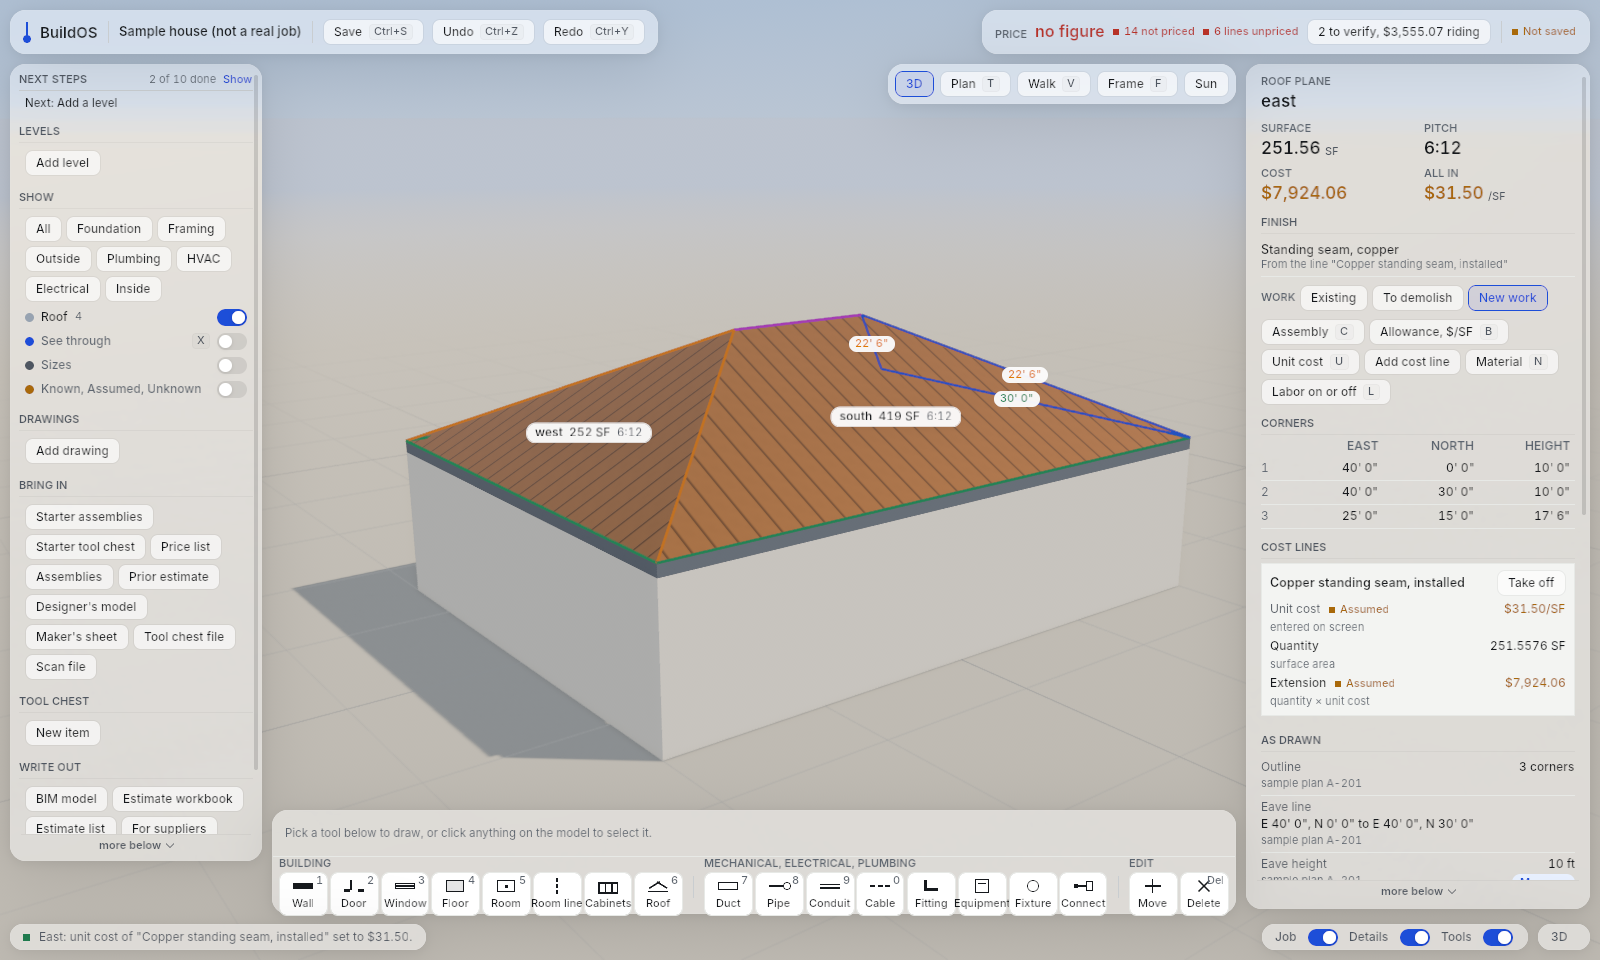 BuildOS
Sample house (not a real job)
Save Ctrl+S
Undo Ctrl+Z
Redo Ctrl+Y
PRICE no figure 14 not priced 6 lines unpriced 2 to verify, $3,555.07 riding Not saved
NEXT STEPS 2 of 10 done Show
Next: Add a level
LEVELS
Add level
SHOW
All Foundation Framing
Outside Plumbing HVAC
Electrical Inside
Roof 4
See through X
Sizes
Known, Assumed, Unknown
DRAWINGS
Add drawing
BRING IN
Starter assemblies
Starter tool chest Price list
Assemblies Prior estimate
Designer's model
Maker's sheet Tool chest file
Scan file
TOOL CHEST
New item
WRITE OUT
BIM model Estimate workbook
Estimate list For suppliers
more below
3D Plan T Walk V Frame F Sun
22' 6"
22' 6"
30' 0"
west 252 SF 6:12
south 419 SF 6:12
ROOF PLANE
east
SURFACE PITCH
251.56 SF 6:12
COST ALL IN
$7,924.06 $31.50 /SF
FINISH
Standing seam, copper
From the line "Copper standing seam, installed"
WORK Existing To demolish New work
Assembly C Allowance, $/SF B
Unit cost U Add cost line Material N
Labor on or off L
CORNERS
EAST NORTH HEIGHT
1 40' 0" 0' 0" 10' 0"
2 40' 0" 30' 0" 10' 0"
3 25' 0" 15' 0" 17' 6"
COST LINES
Copper standing seam, installed Take off
Unit cost Assumed $31.50/SF
entered on screen
Quantity 251.5576 SF
surface area
Extension Assumed $7,924.06
quantity × unit cost
AS DRAWN
Outline 3 corners
sample plan A-201
Eave line
E 40' 0", N 0' 0" to E 40' 0", N 30' 0"
sample plan A-201
Eave height 10 ft
sample plan A-201
more below
Pick a tool below to draw, or click anything on the model to select it.
BUILDING MECHANICAL, ELECTRICAL, PLUMBING EDIT
1 2 3 4 5 6 7 8 9 0 Del
Wall Door Window Floor Room Room line Cabinets Roof Duct Pipe Conduit Cable Fitting Equipment Fixture Connect Move Delete
East: unit cost of "Copper standing seam, installed" set to $31.50.
Job Details Tools 3D